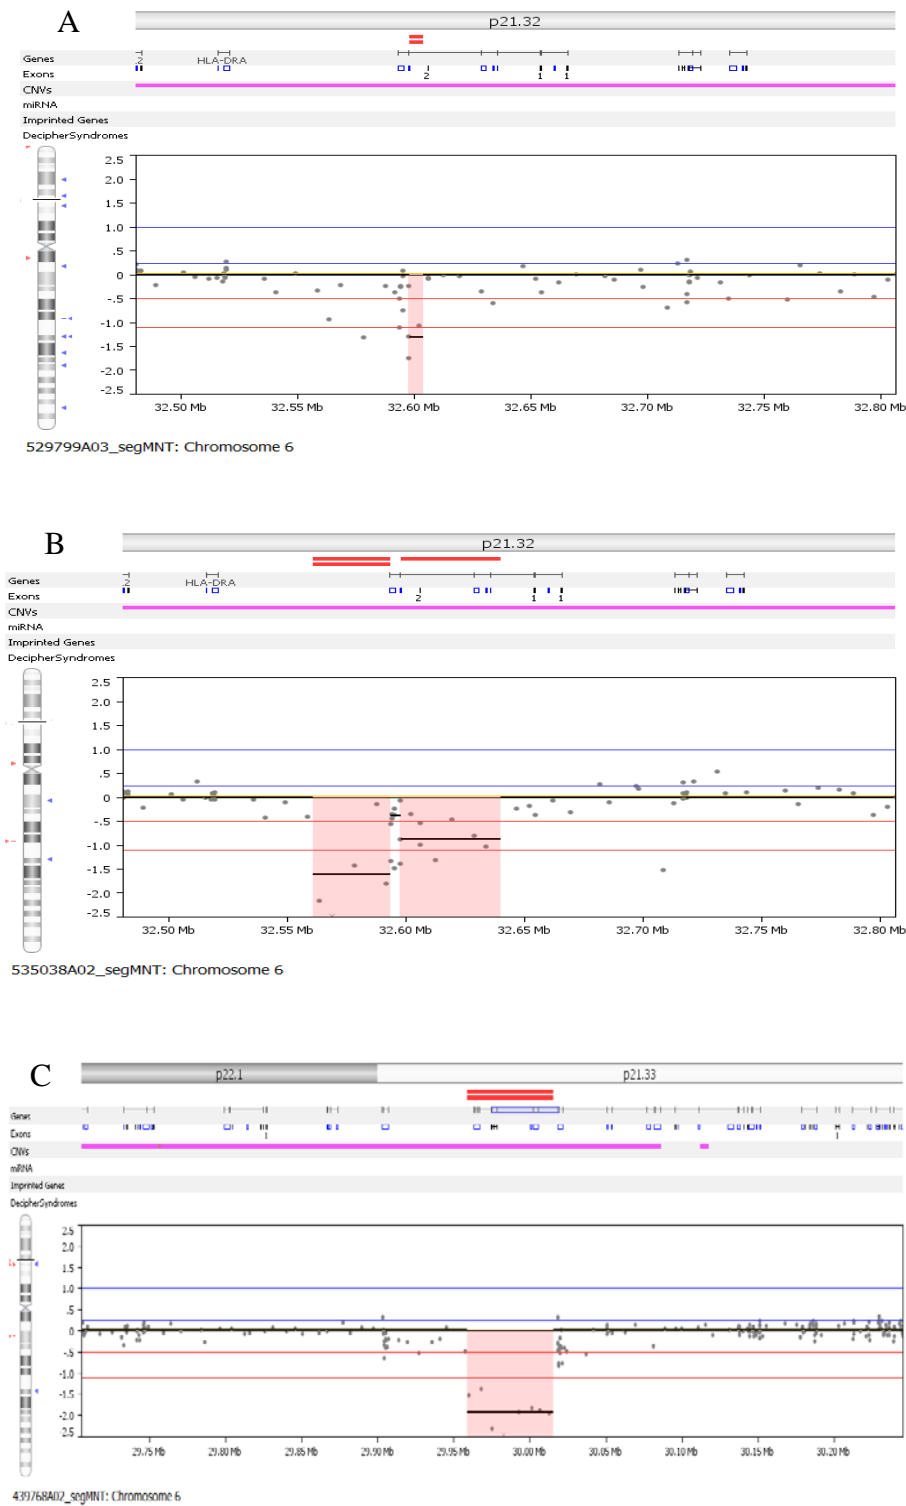 A
p21.32
Genes
.2
HLA-DRA
Exons
2
1
1
CNVs
miRNA
Imprinted Genes
DecipherSyndromes
2.5
2.0
1.5
1.0
.5
0
-.5
-1.0
-1.5
-2.0
-2.5
32.50 Mb 32.55 Mb 32.60 Mb 32.65 Mb 32.70 Mb 32.75 Mb 32.80 Mb
529799A03_segMNT: Chromosome 6
B
p21.32
Genes
.2
HLA-DRA
Exons
2
1
1
CNVs
miRNA
Imprinted Genes
DecipherSyndromes
2.5
2.0
1.5
1.0
.5
0
-.5
-1.0
-1.5
-2.0
-2.5
32.50 Mb 32.55 Mb 32.60 Mb 32.65 Mb 32.70 Mb 32.75 Mb 32.80 Mb
535038A02_segMNT: Chromosome 6
C
p22.1 p21.33
Genes
Exons
CNVs
miRNA
Imprinted Genes
DecipherSyndromes
2.5
2.0
1.5
1.0
.5
0
-.5
-1.0
-1.5
-2.0
-2.5
29.75 Mb 29.80 Mb 29.85 Mb 29.90 Mb 29.95 Mb 30.00 Mb 30.05 Mb 30.10 Mb 30.15 Mb 30.20 Mb
439768A02_segMNT: Chromosome 6